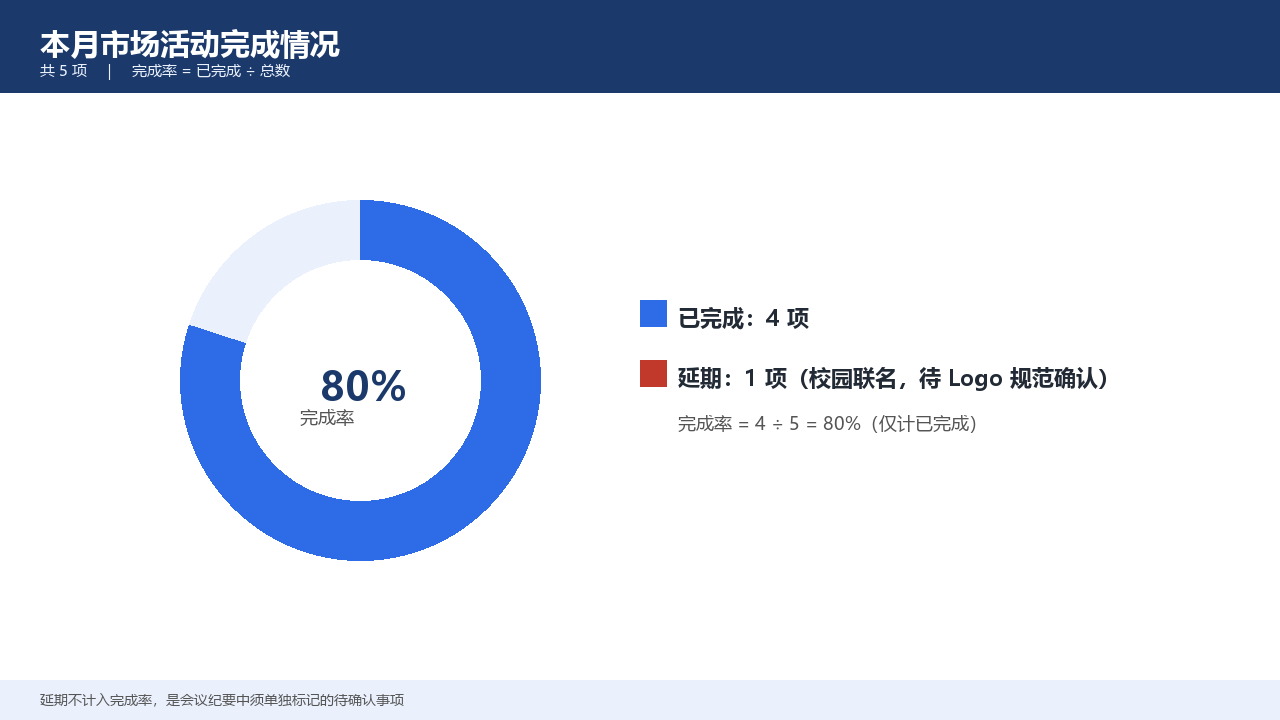 本月市场活动完成情况
共 5 项 | 完成率 = 已完成 ÷ 总数
80%
完成率
已完成：4 项
延期：1 项（校园联名，待 Logo 规范确认）
完成率 = 4 ÷ 5 = 80%（仅计已完成）
延期不计入完成率，是会议纪要中须单独标记的待确认事项